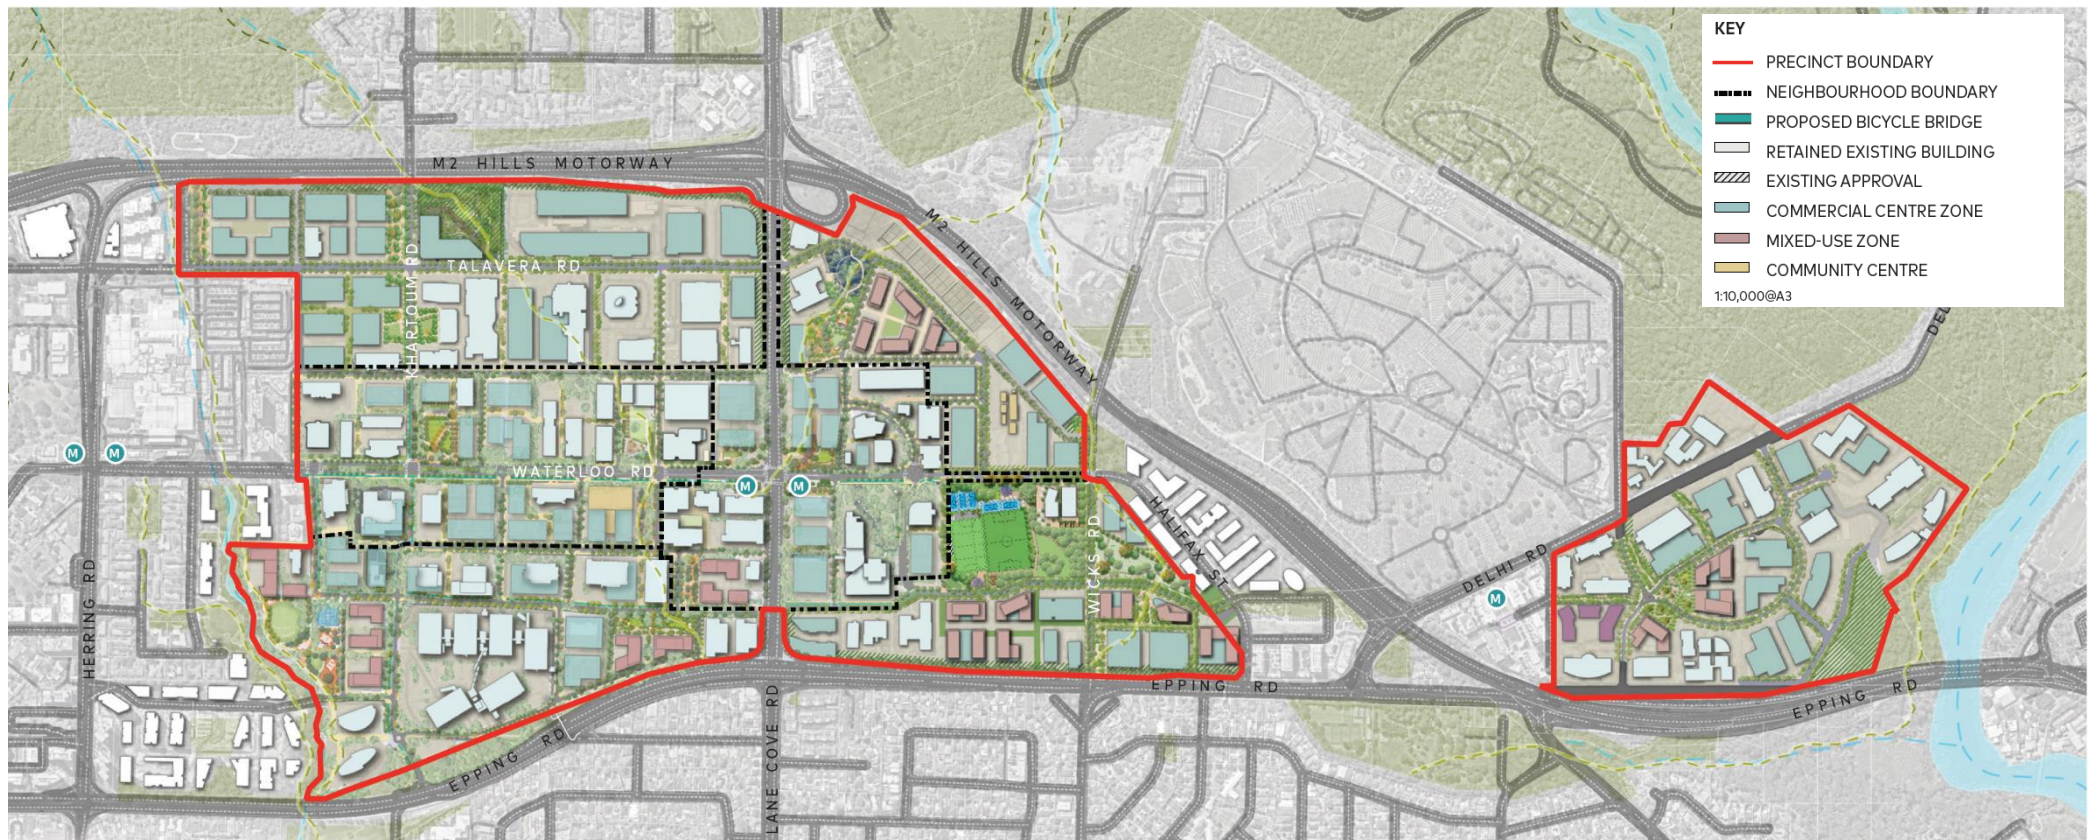 KEY
PRECINCT BOUNDARY
NEIGHBOURHOOD BOUNDARY
PROPOSED BICYCLE BRIDGE
RETAINED EXISTING BUILDING
EXISTING APPROVAL
COMMERCIAL CENTRE ZONE
MIXED-USE ZONE
COMMUNITY CENTRE
1:10,000@A3
M2 HILLS MOTORWAY
M2 HILLS MOTORWAY
TALAVERA RD
KHARTOUM RD
DEL
M
M
WATERLOO RD
M
M
HALIFAX ST
WICKS RD
DELHI RD
M
HERRING RD
EPPING RD
EPPING RD
EPPING RD
LANE COVE RD